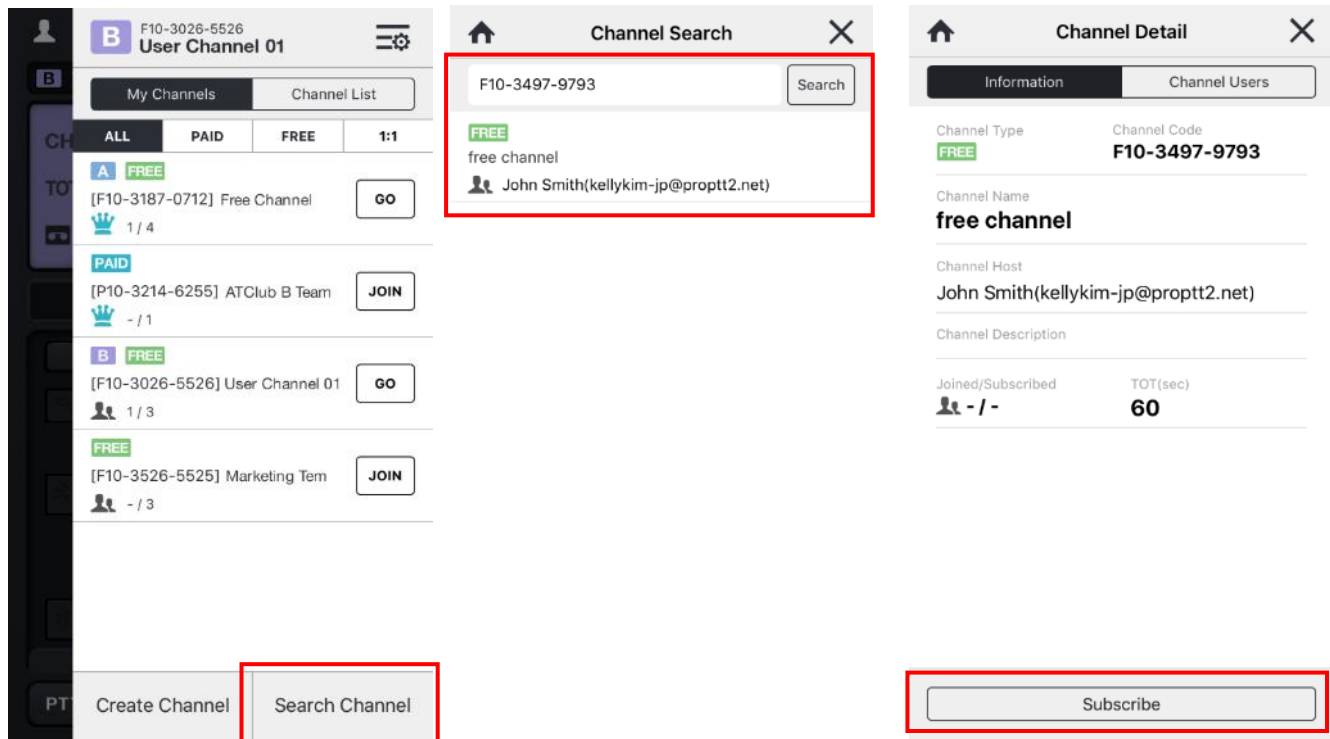 B
F10-3026-5526
User Channel 01
B
CH
TO
PT
My Channels
Channel List
ALL
PAID
FREE
1:1
A FREE
[F10-3187-0712] Free Channel
GO
1 / 4
PAID
[P10-3214-6255] ATClub B Team
JOIN
- / 1
B FREE
[F10-3026-5526] User Channel 01
GO
1 / 3
FREE
[F10-3526-5525] Marketing Tem
JOIN
- / 3
Create Channel
Search Channel
Channel Search
F10-3497-9793
Search
FREE
free channel
John Smith(kellykim-jp@proptt2.net)
Channel Detail
Information
Channel Users
Channel Type
FREE
Channel Code
F10-3497-9793
Channel Name
free channel
Channel Host
John Smith(kellykim-jp@proptt2.net)
Channel Description
Joined/Subscribed
- / -
TOT(sec)
60
Subscribe